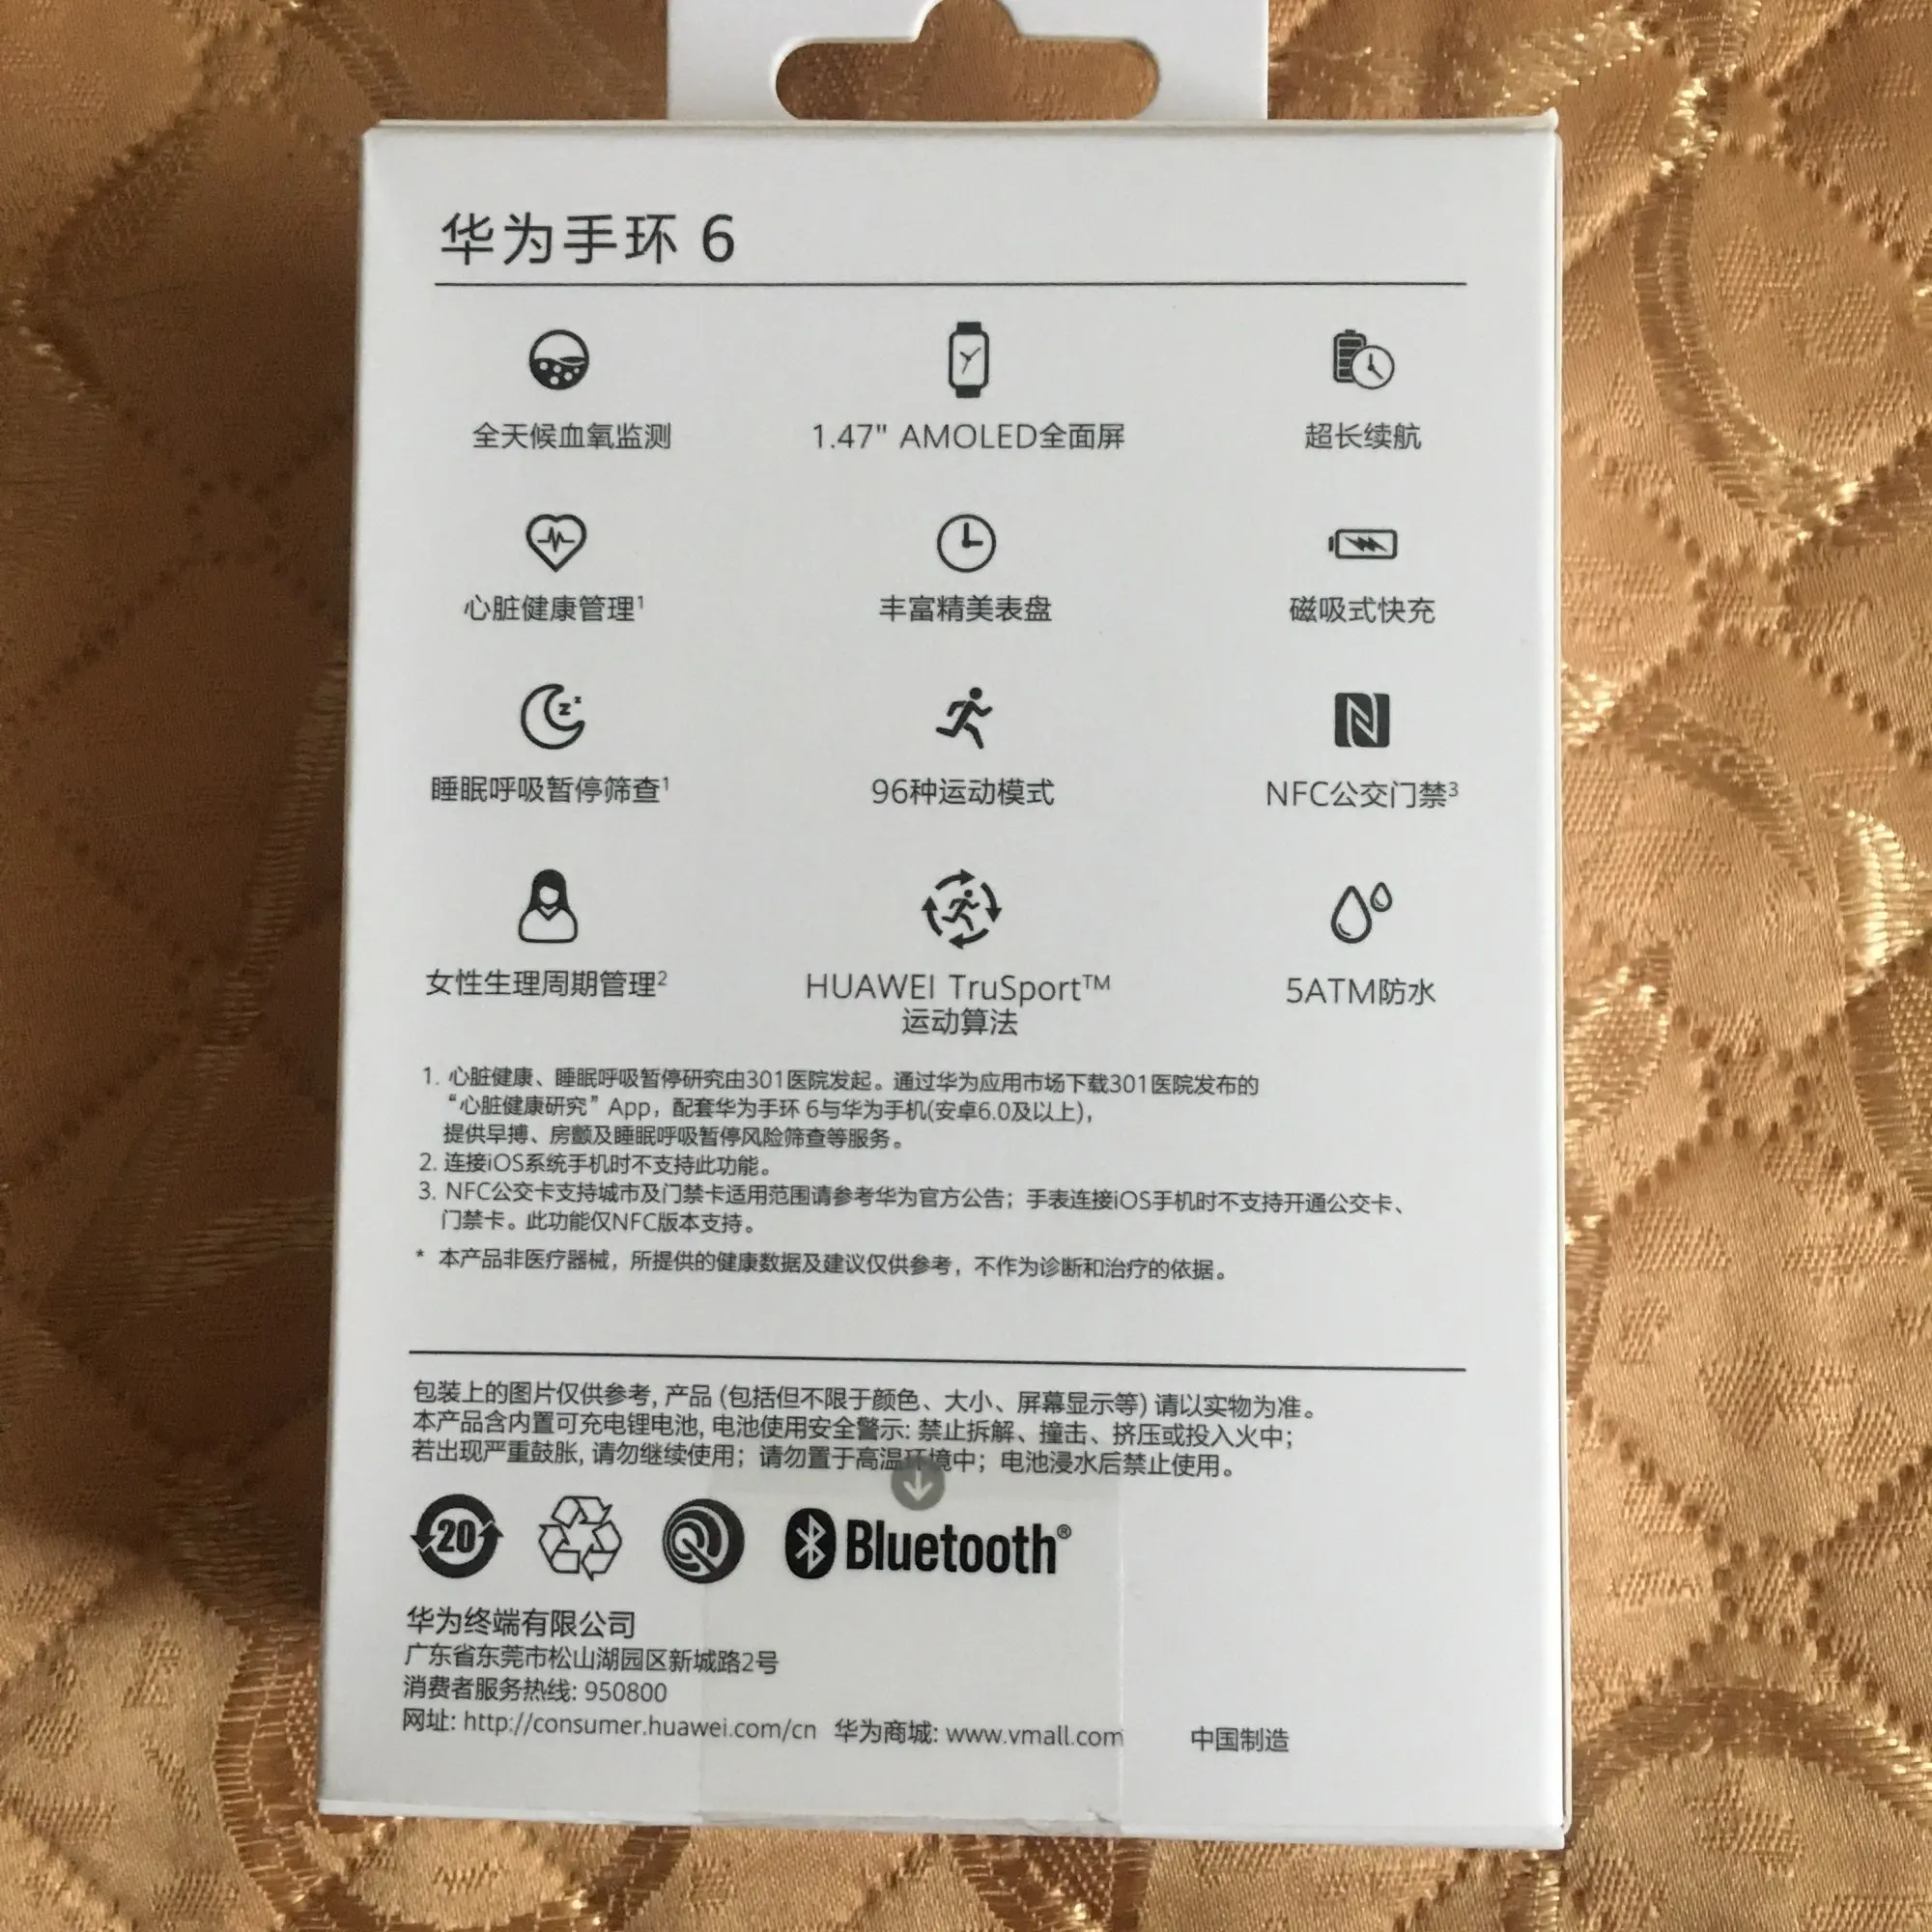 华为手环 6
全天候血氧监测
1.47" AMOLED全面屏
超长续航
心脏健康管理¹
丰富精美表盘
磁吸式快充
睡眠呼吸暂停筛查¹
96种运动模式
NFC公交门禁³
女性生理周期管理²
HUAWEI TruSport™
运动算法
5ATM防水
1. 心脏健康、睡眠呼吸暂停研究由301医院发起。通过华为应用市场下载301医院发布的
“心脏健康研究” App，配套华为手环 6与华为手机(安卓6.0及以上),
提供早搏、房颤及睡眠呼吸暂停风险筛查等服务。
2. 连接iOS系统手机时不支持此功能。
3. NFC公交卡支持城市及门禁卡适用范围请参考华为官方公告；手表连接iOS手机时不支持开通公交卡、
门禁卡。此功能仅NFC版本支持。
* 本产品非医疗器械，所提供的健康数据及建议仅供参考，不作为诊断和治疗的依据。
包装上的图片仅供参考, 产品 (包括但不限于颜色、大小、屏幕显示等) 请以实物为准。
本产品含内置可充电锂电池, 电池使用安全警示: 禁止拆解、撞击、挤压或投入火中;
若出现严重鼓胀, 请勿继续使用；请勿置于高温环境中；电池浸水后禁止使用。
20
Bluetooth®
华为终端有限公司
广东省东莞市松山湖园区新城路2号
消费者服务热线: 950800
网址: http://consumer.huawei.com/cn 华为商城: www.vmall.com 中国制造